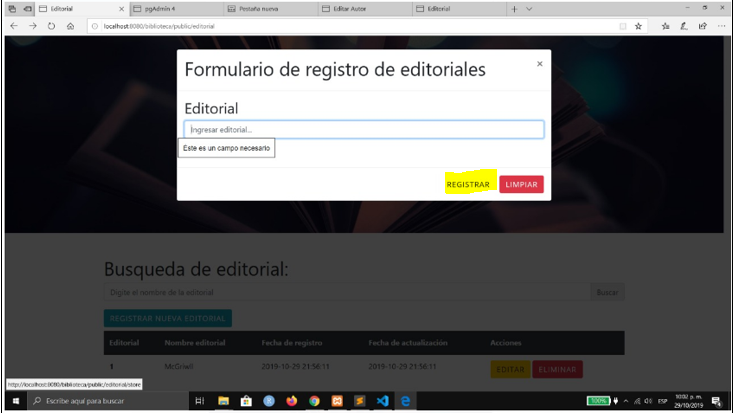 Editorial
pgAdmin 4
Pestaña nueva
Editar Autor
Editorial
localhost:8080/biblioteca/public/editorial
Formulario de registro de editoriales
×
Editorial
Ingresar editorial...
Este es un campo necesario
REGISTRAR
LIMPIAR
Busqueda de editorial:
Digite el nombre de la editorial
Buscar
REGISTRAR NUEVA EDITORIAL
Editorial Nombre editorial Fecha de registro Fecha de actualización Acciones
1 2019-10-29 21:56:11 2019-10-29 21:56:11 EDITAR ELIMINAR
http://localhost:8080/biblioteca/public/editorial/store
Escribe aquí para buscar
100%
ESP
10:02 p. m.
29/10/2019